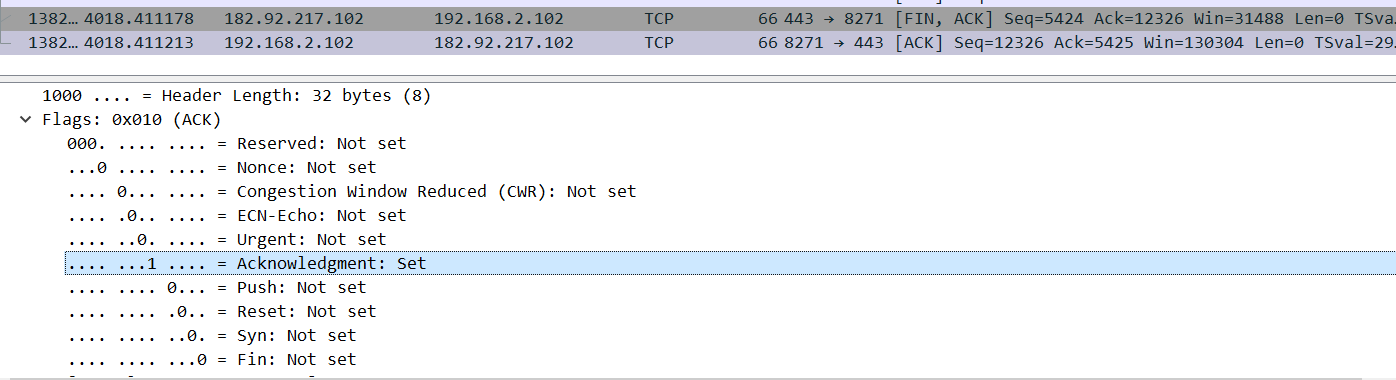 1382… 4018.411178 182.92.217.102 192.168.2.102 TCP 66 443 → 8271 [FIN, ACK] Seq=5424 Ack=12326 Win=31488 Len=0 TSva…
1382… 4018.411213 192.168.2.102 182.92.217.102 TCP 66 8271 → 443 [ACK] Seq=12326 Ack=5425 Win=130304 Len=0 TSval=29…
1000 .... = Header Length: 32 bytes (8)
Flags: 0x010 (ACK)
000. .... .... = Reserved: Not set
...0 .... .... = Nonce: Not set
.... 0... .... = Congestion Window Reduced (CWR): Not set
.... .0.. .... = ECN-Echo: Not set
.... ..0. .... = Urgent: Not set
.... ...1 .... = Acknowledgment: Set
.... .... 0... = Push: Not set
.... .... .0.. = Reset: Not set
.... .... ..0. = Syn: Not set
.... .... ...0 = Fin: Not set